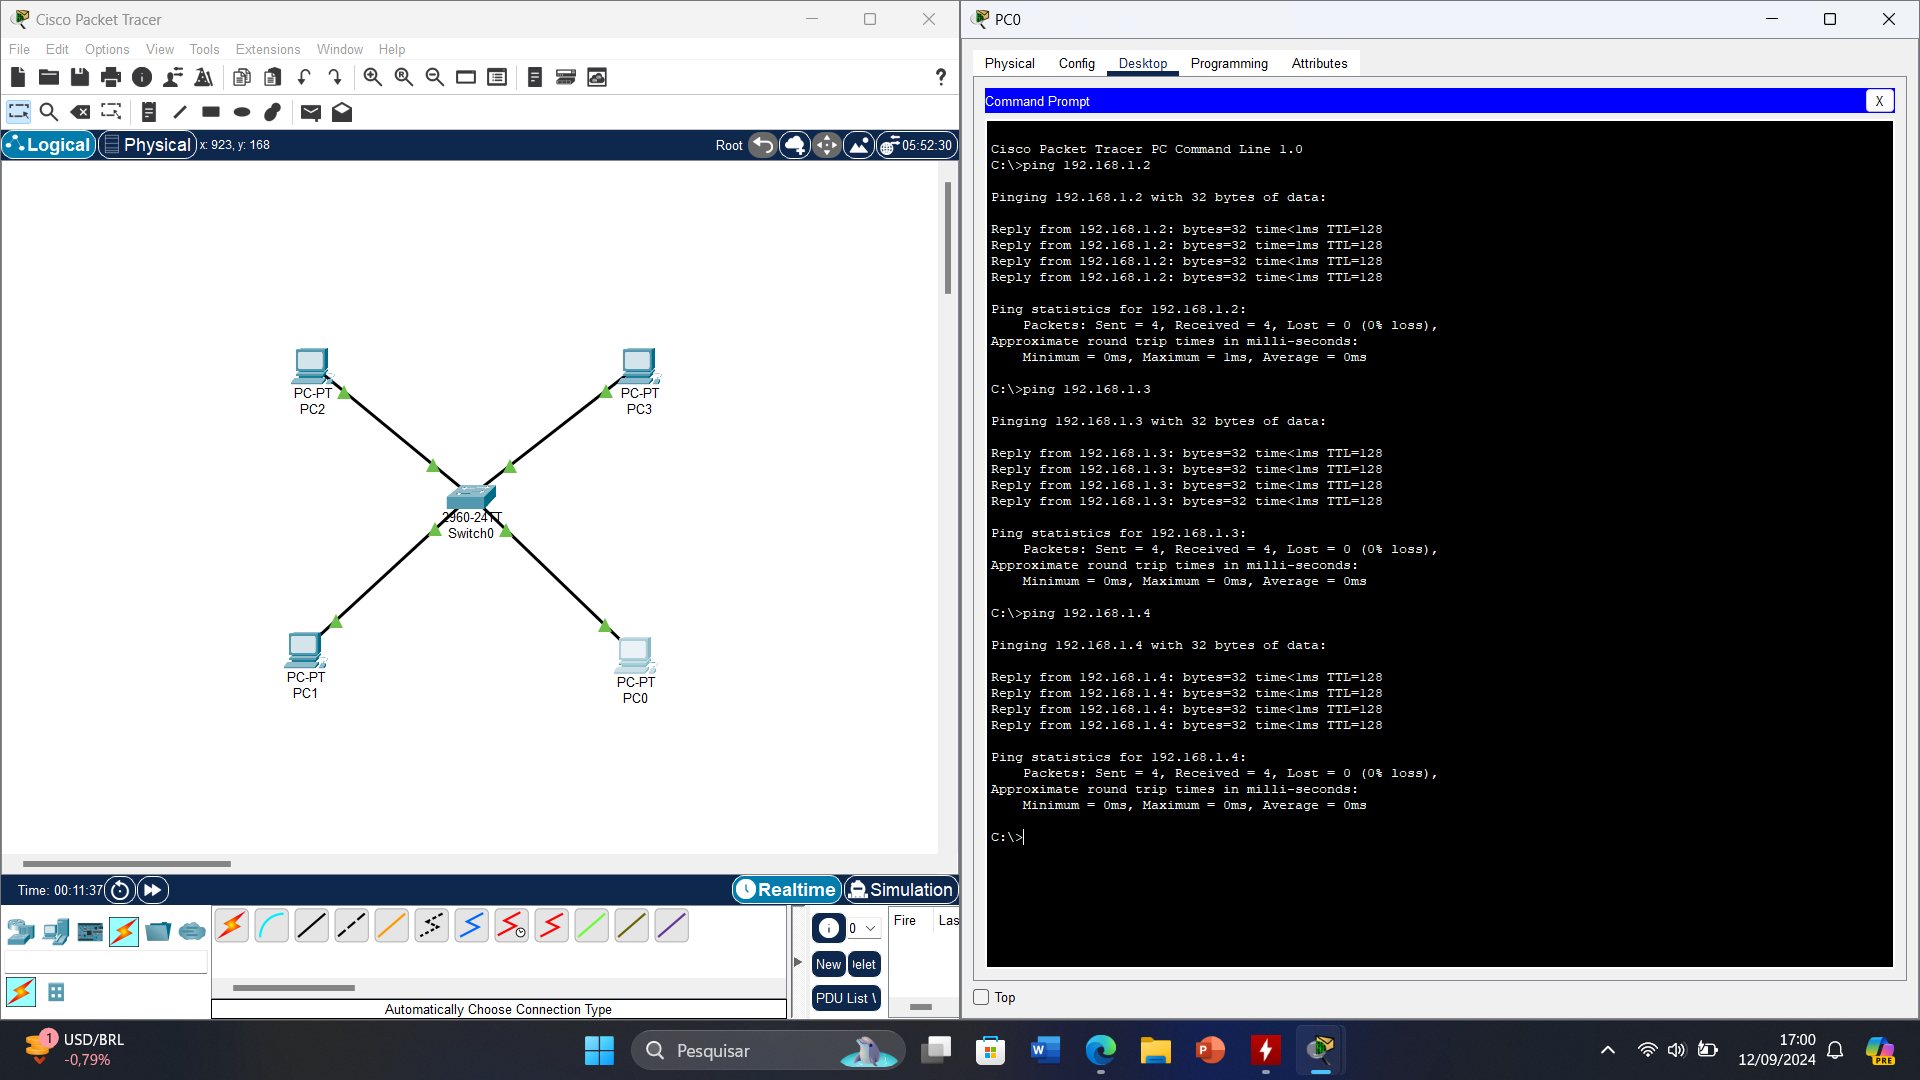 Cisco Packet Tracer
File Edit Options View Tools Extensions Window Help
?
Logical Physical x: 923, y: 168 Root 05:52:30
PC-PT
PC2
PC-PT
PC3
2960-24TT
Switch0
PC-PT
PC1
PC-PT
PC0
Time: 00:11:37 Realtime Simulation
0
Fire Las
New elet
PDU List
Automatically Choose Connection Type
PC0
Physical Config Desktop Programming Attributes
Command Prompt X
Cisco Packet Tracer PC Command Line 1.0
C:\>ping 192.168.1.2
Pinging 192.168.1.2 with 32 bytes of data:
Reply from 192.168.1.2: bytes=32 time<1ms TTL=128
Reply from 192.168.1.2: bytes=32 time=1ms TTL=128
Reply from 192.168.1.2: bytes=32 time<1ms TTL=128
Reply from 192.168.1.2: bytes=32 time<1ms TTL=128
Ping statistics for 192.168.1.2:
Packets: Sent = 4, Received = 4, Lost = 0 (0% loss),
Approximate round trip times in milli-seconds:
Minimum = 0ms, Maximum = 1ms, Average = 0ms
C:\>ping 192.168.1.3
Pinging 192.168.1.3 with 32 bytes of data:
Reply from 192.168.1.3: bytes=32 time<1ms TTL=128
Reply from 192.168.1.3: bytes=32 time<1ms TTL=128
Reply from 192.168.1.3: bytes=32 time<1ms TTL=128
Reply from 192.168.1.3: bytes=32 time<1ms TTL=128
Ping statistics for 192.168.1.3:
Packets: Sent = 4, Received = 4, Lost = 0 (0% loss),
Approximate round trip times in milli-seconds:
Minimum = 0ms, Maximum = 0ms, Average = 0ms
C:\>ping 192.168.1.4
Pinging 192.168.1.4 with 32 bytes of data:
Reply from 192.168.1.4: bytes=32 time<1ms TTL=128
Reply from 192.168.1.4: bytes=32 time<1ms TTL=128
Reply from 192.168.1.4: bytes=32 time<1ms TTL=128
Reply from 192.168.1.4: bytes=32 time<1ms TTL=128
Ping statistics for 192.168.1.4:
Packets: Sent = 4, Received = 4, Lost = 0 (0% loss),
Approximate round trip times in milli-seconds:
Minimum = 0ms, Maximum = 0ms, Average = 0ms
C:\>
Top
1
USD/BRL
-0,79%
Pesquisar
17:00
12/09/2024
PRE